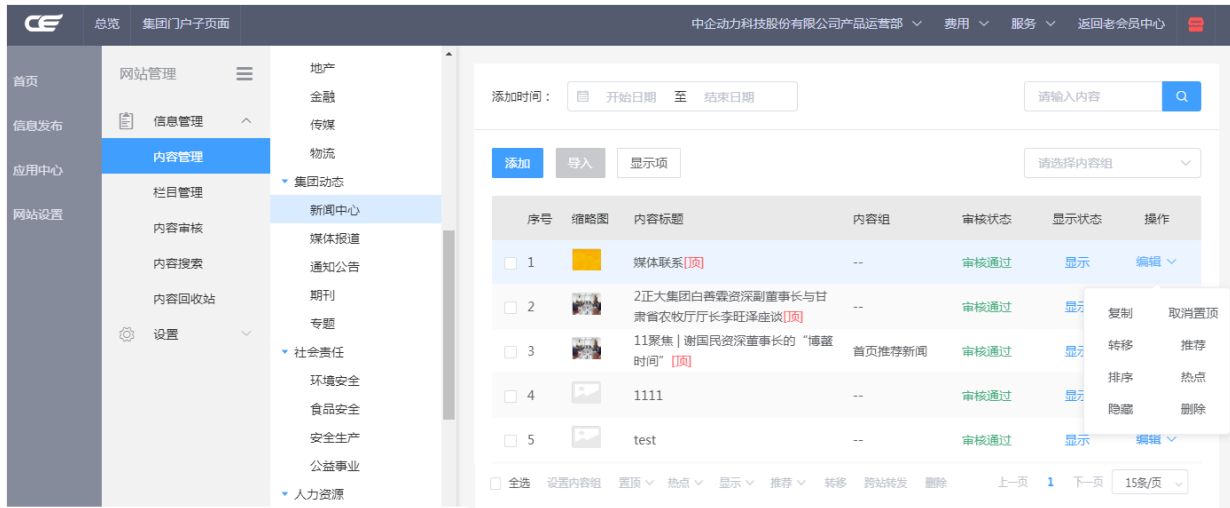 CE 总览 集团门户子页面 中企动力科技股份有限公司产品运营部 费用 服务 返回老会员中心
首页
信息发布
应用中心
网站设置
网站管理
信息管理
内容管理
栏目管理
内容审核
内容搜索
内容回收站
设置
地产
金融
传媒
物流
集团动态
新闻中心
媒体报道
通知公告
期刊
专题
社会责任
环境安全
食品安全
安全生产
公益事业
人力资源
添加时间： 开始日期 至 结束日期 请输入内容
添加 导入 显示项 请选择内容组
序号 缩略图 内容标题 内容组 审核状态 显示状态 操作
1 媒体联系[顶] -- 审核通过 显示 编辑
2 2正大集团白善霖资深副董事长与甘
肃省农牧厅厅长李旺泽座谈[顶] -- 审核通过 显示
3 11聚焦 | 谢国民资深董事长的“博鳌
时间”[顶] 首页推荐新闻 审核通过 显示
4 1111 -- 审核通过 显示
5 test -- 审核通过 显示 编辑
复制 取消置顶
转移 推荐
排序 热点
隐藏 删除
全选 设置内容组 置顶 热点 显示 推荐 转移 跨站转发 删除 上一页 1 下一页 15条/页